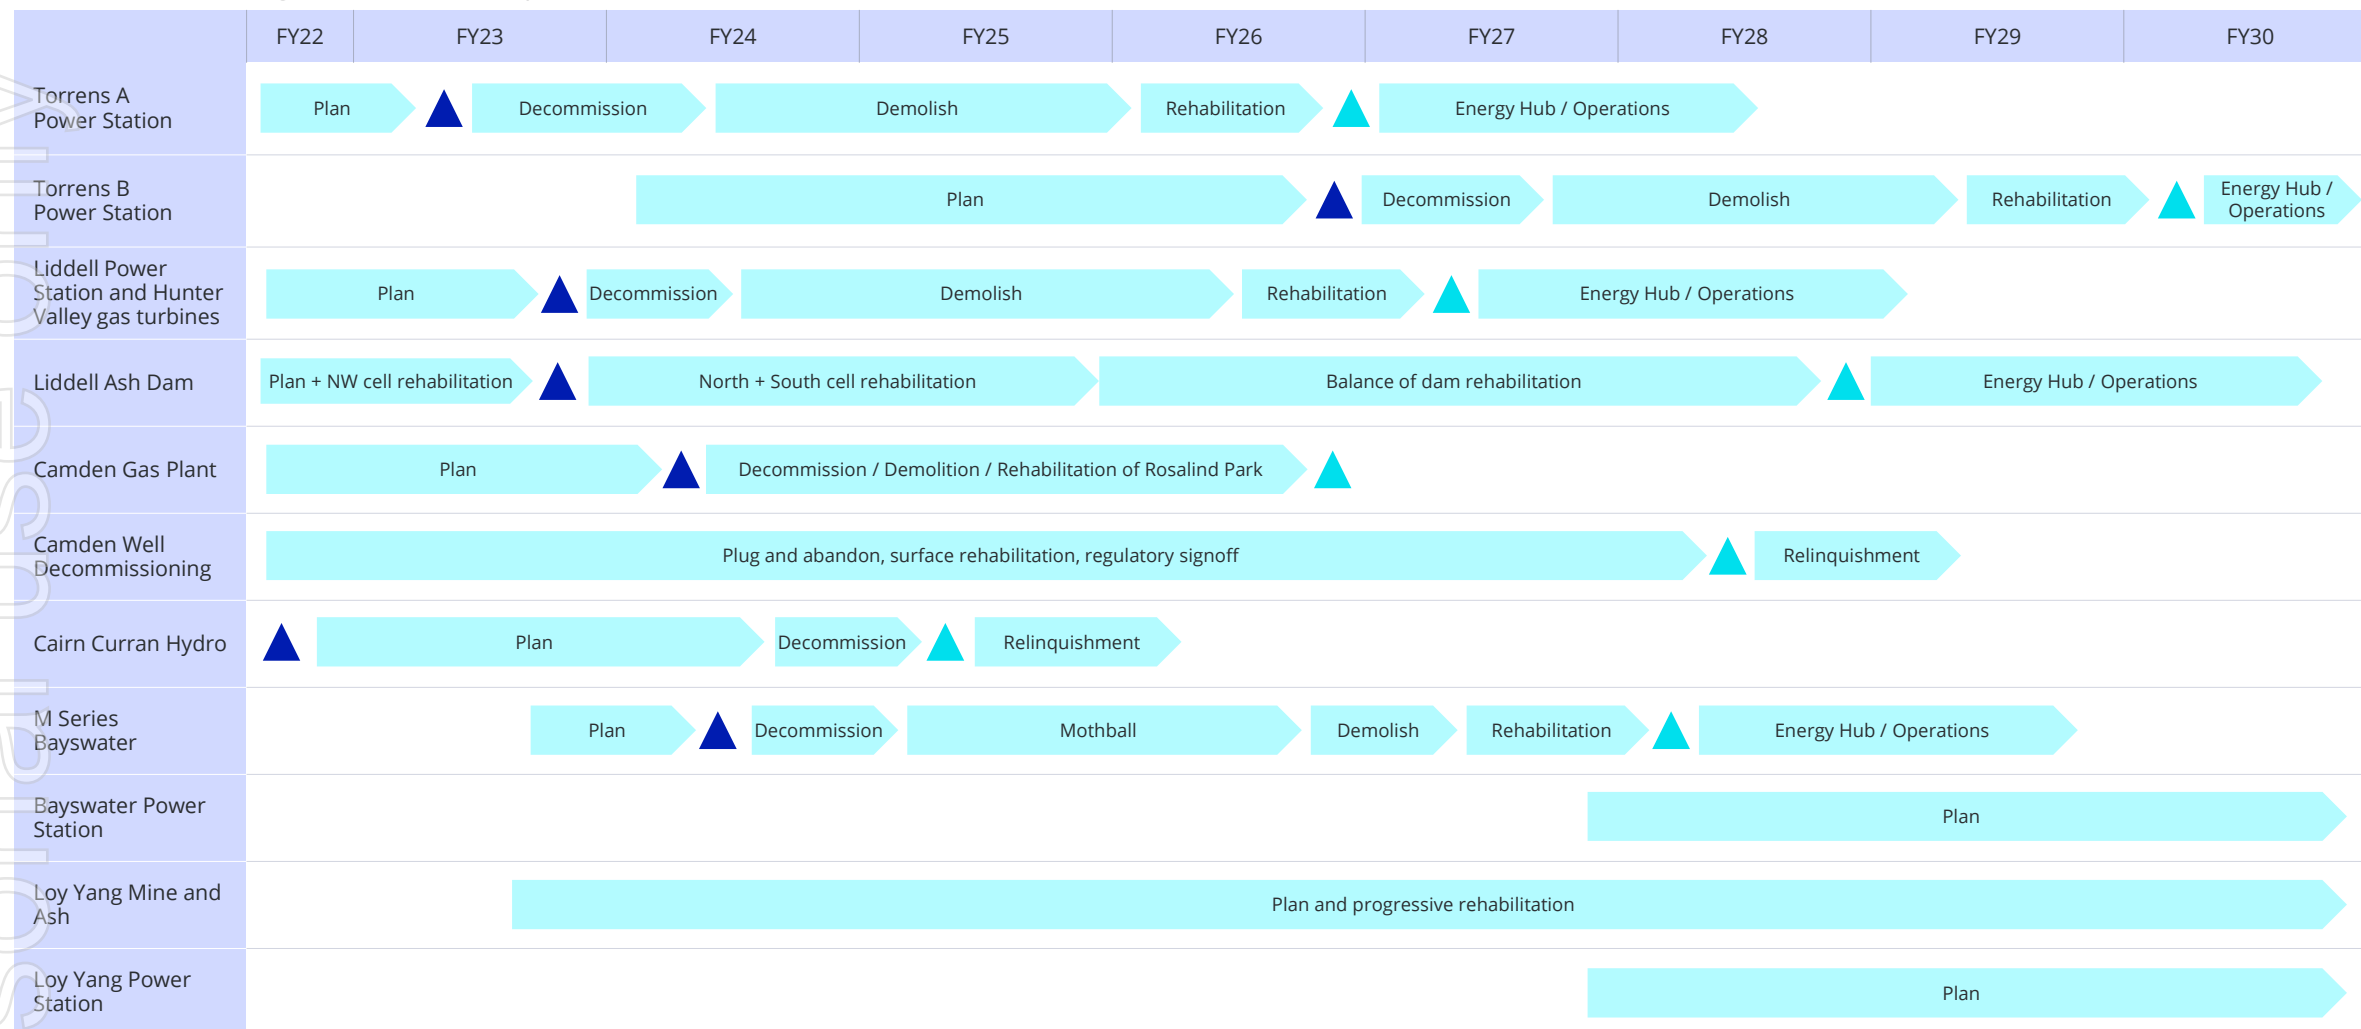 FY22 FY23 FY24 FY25 FY26 FY27 FY28 FY29 FY30
Torrens A
Power Station
Plan Decommission Demolish Rehabilitation Energy Hub / Operations
Torrens B
Power Station
Plan Decommission Demolish Rehabilitation Energy Hub /
Operations
Liddell Power
Station and Hunter
Valley gas turbines
Plan Decommission Demolish Rehabilitation Energy Hub / Operations
Liddell Ash Dam
Plan + NW cell rehabilitation North + South cell rehabilitation Balance of dam rehabilitation Energy Hub / Operations
Camden Gas Plant
Plan Decommission / Demolition / Rehabilitation of Rosalind Park
Camden Well
Decommissioning
Plug and abandon, surface rehabilitation, regulatory signoff Relinquishment
Cairn Curran Hydro
Plan Decommission Relinquishment
M Series
Bayswater
Plan Decommission Mothball Demolish Rehabilitation Energy Hub / Operations
Bayswater Power
Station
Plan
Loy Yang Mine and
Ash
Plan and progressive rehabilitation
Loy Yang Power
Station
Plan
sonal use only